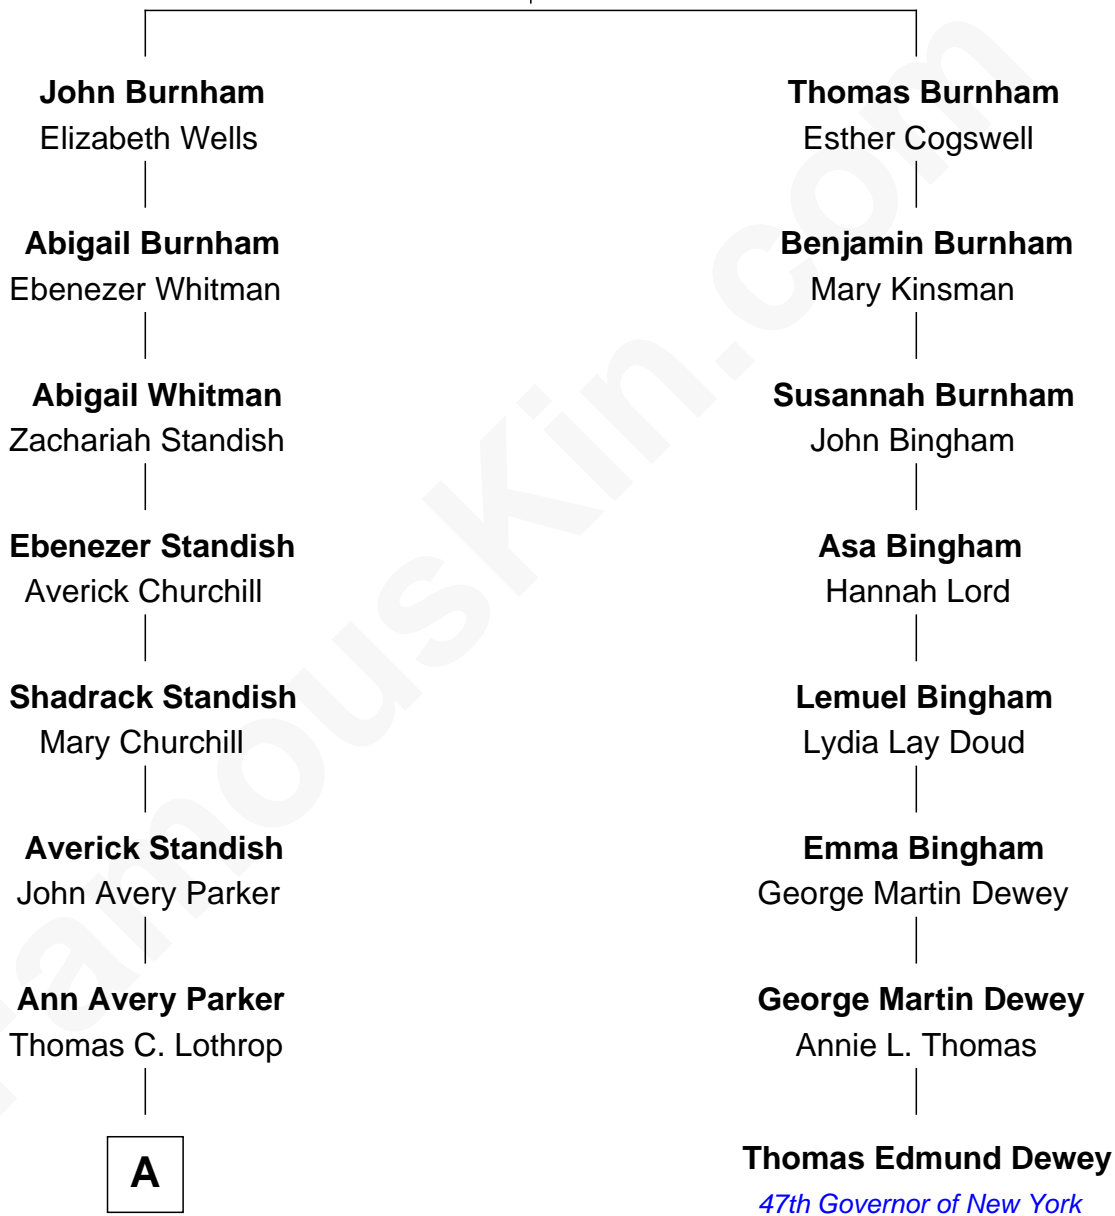 John Burnham
Elizabeth Wells
Abigail Burnham
Ebenezer Whitman
Abigail Whitman
Zachariah Standish
Ebenezer Standish
Averick Churchill
Shadrack Standish
Mary Churchill
Averick Standish
John Avery Parker
Ann Avery Parker
Thomas C. Lothrop
A
Thomas Burnham
Esther Cogswell
Benjamin Burnham
Mary Kinsman
Susannah Burnham
John Bingham
Asa Bingham
Hannah Lord
Lemuel Bingham
Lydia Lay Doud
Emma Bingham
George Martin Dewey
George Martin Dewey
Annie L. Thomas
Thomas Edmund Dewey
47th Governor of New York
FamousKin.com